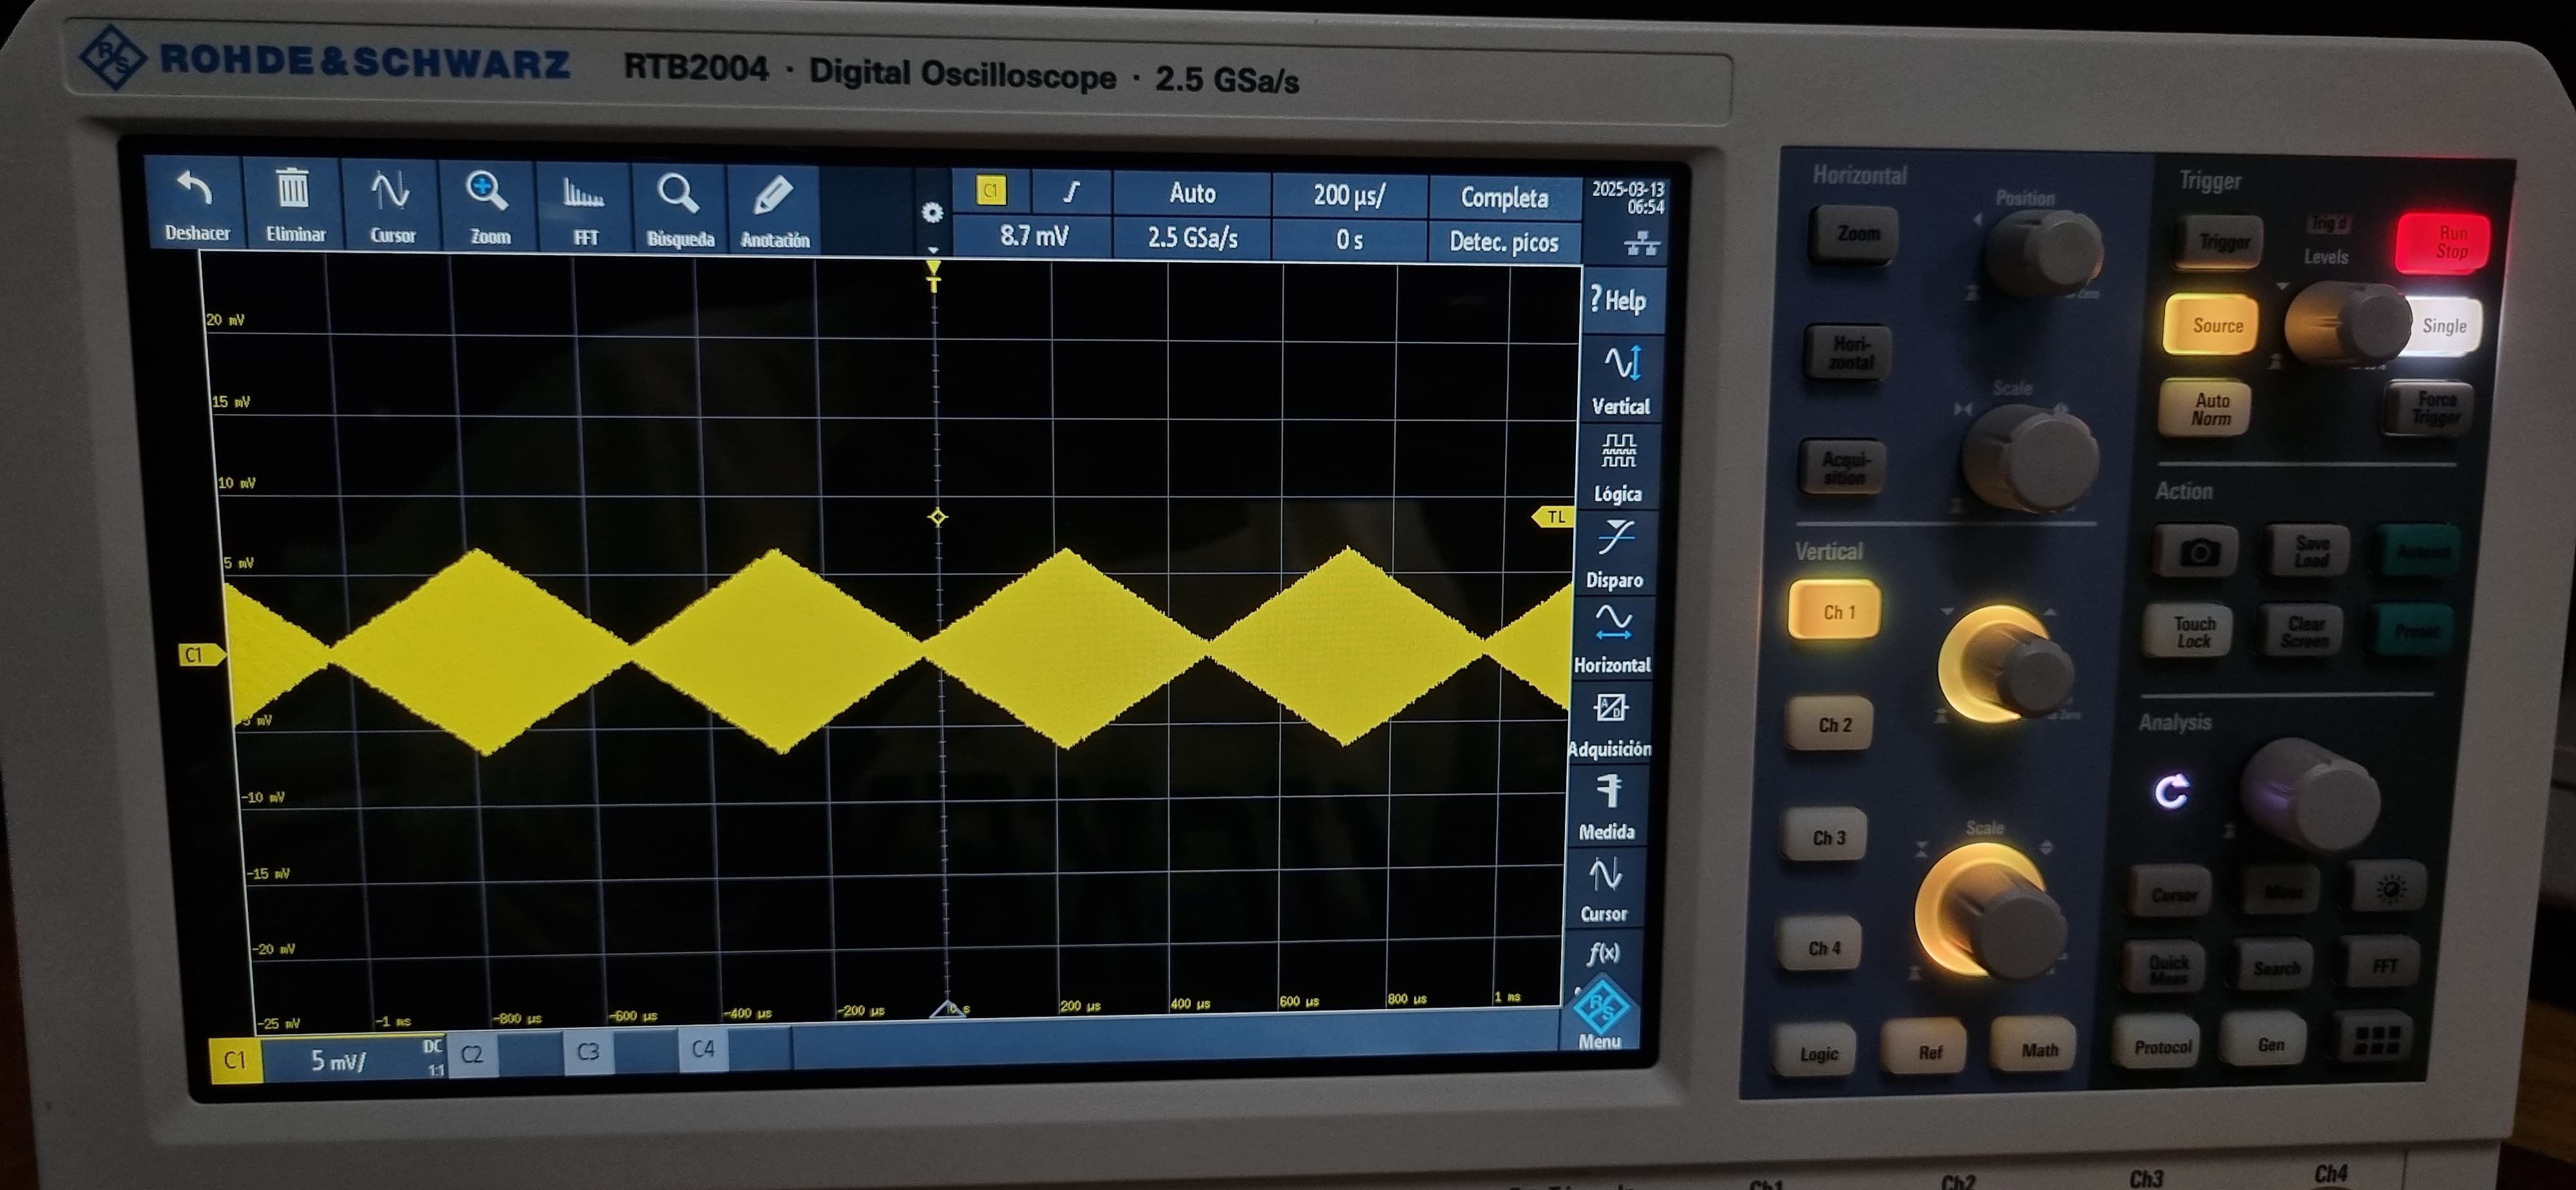 ROHDE&SCHWARZ RTB2004 · Digital Oscilloscope · 2.5 GSa/s
Deshacer Eliminar Cursor Zoom FFT Búsqueda Anotación
C1 Auto 200 µs/ Completa
8.7 mV 2.5 GSa/s 0 s Detec. picos
2025-03-13
06:54
T
20 mV
15 mV
10 mV
5 mV
TL
C1
-10 mV
-15 mV
-20 mV
-25 mV
-1 ms -800 µs -600 µs -400 µs -200 µs 200 µs 400 µs 600 µs 800 µs 1 ms
C1 5 mV/ DC 1:1 C2 C3 C4
? Help
Vertical
Lógica
Disparo
Horizontal
Adquisición
Medida
Cursor
f(x)
Menu
Horizontal
Position
Zoom
Hori-
zontal
Scale
Acqui-
sition
Vertical
Ch 1
Ch 2
Ch 3
Scale
Ch 4
Logic
Ref
Math
Trigger
Trigger
Trig'd
Levels
Run
Stop
Source
Single
Auto
Norm
Force
Trigger
Action
Save
Load
Autoset
Touch
Lock
Clear
Screen
Preset
Analysis
Cursor
Meas
Quick
Meas
Search
FFT
Protocol
Gen
Ch1 Ch2 Ch3 Ch4